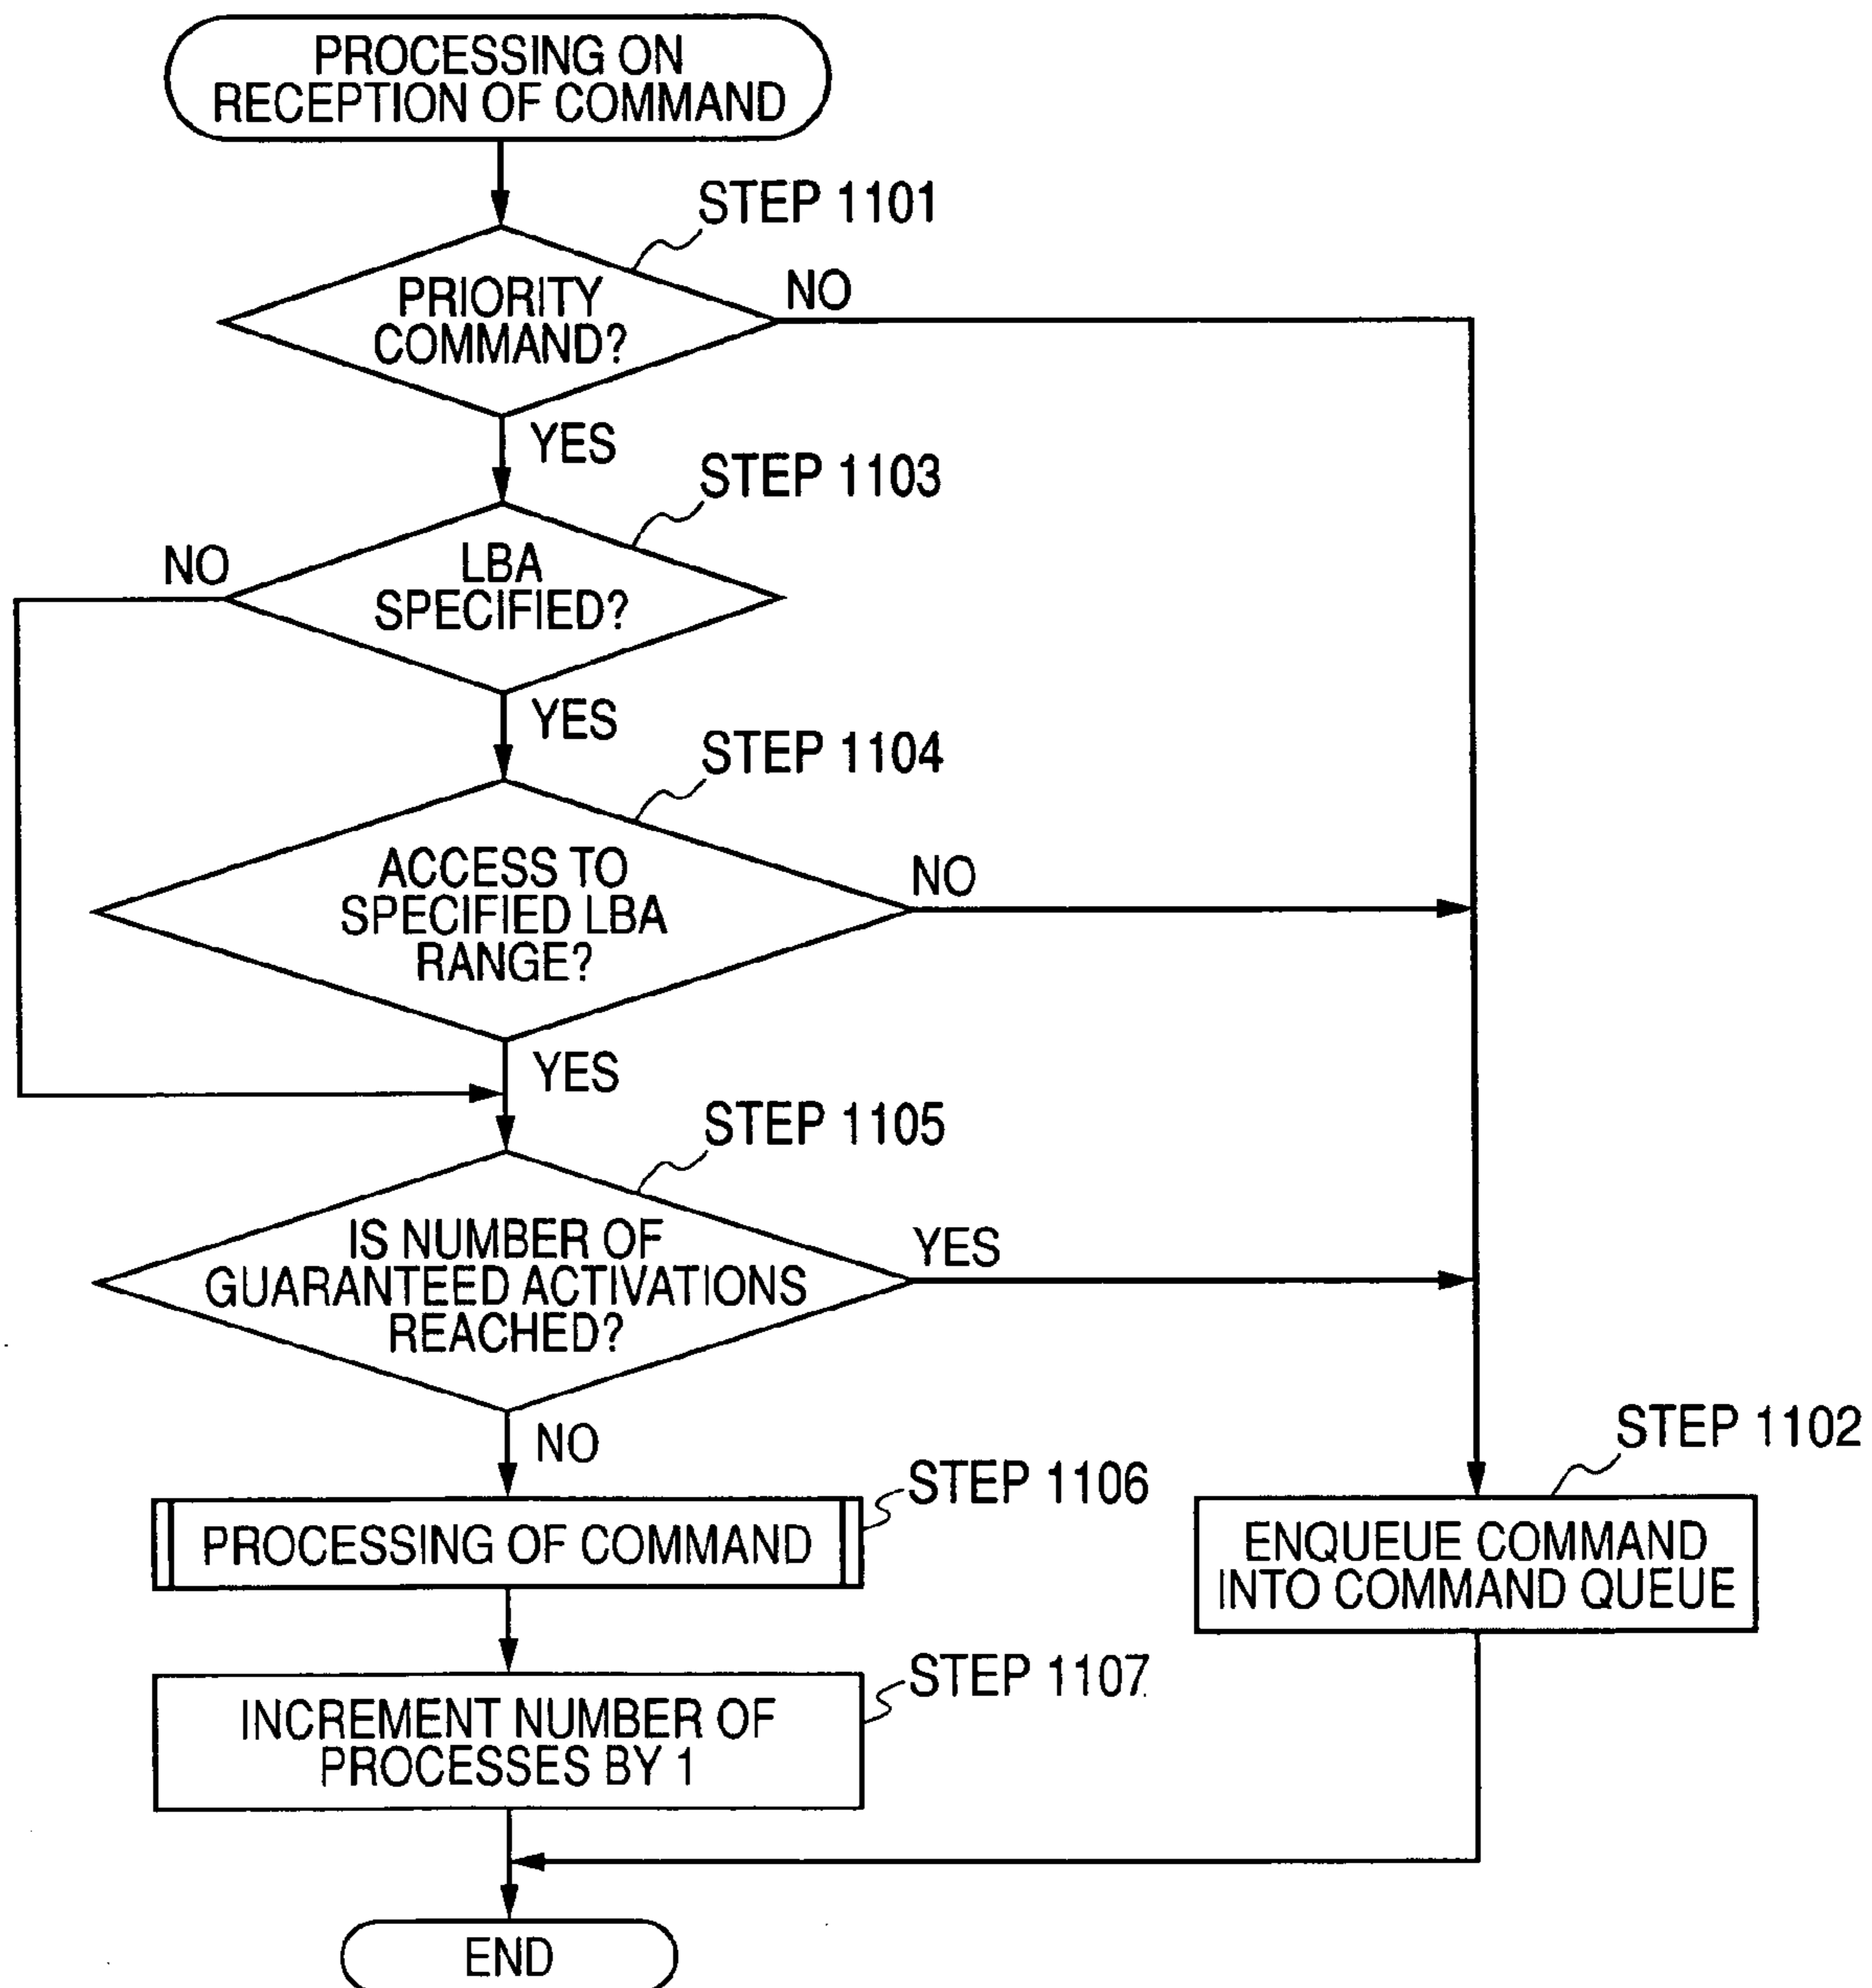 PROCESSING ON
RECEPTION OF COMMAND
STEP 1101
PRIORITY
COMMAND?
NO
YES
STEP 1103
NO
LBA
SPECIFIED?
YES
STEP 1104
ACCESS TO
SPECIFIED LBA
RANGE?
NO
YES
STEP 1105
IS NUMBER OF
GUARANTEED ACTIVATIONS
REACHED?
YES
NO
STEP 1102
STEP 1106
PROCESSING OF COMMAND
ENQUEUE COMMAND
INTO COMMAND QUEUE
STEP 1107
INCREMENT NUMBER OF
PROCESSES BY 1
END